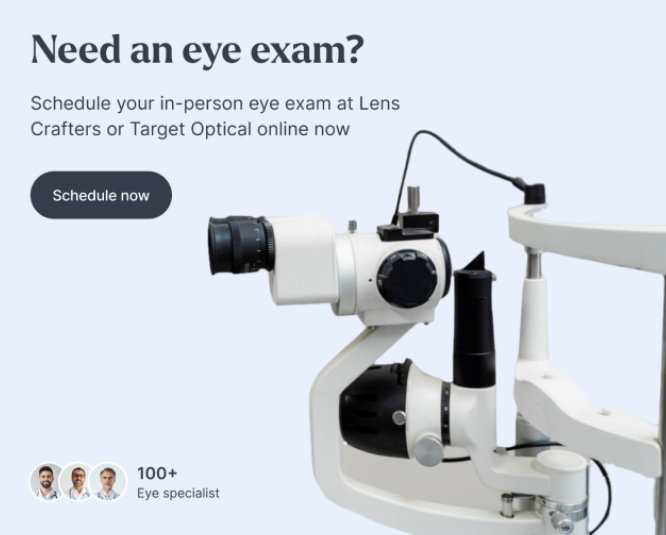 Need an eye exam?
Schedule your in-person eye exam at Lens
Crafters or Target Optical online now
Schedule now
100+
Eye specialist